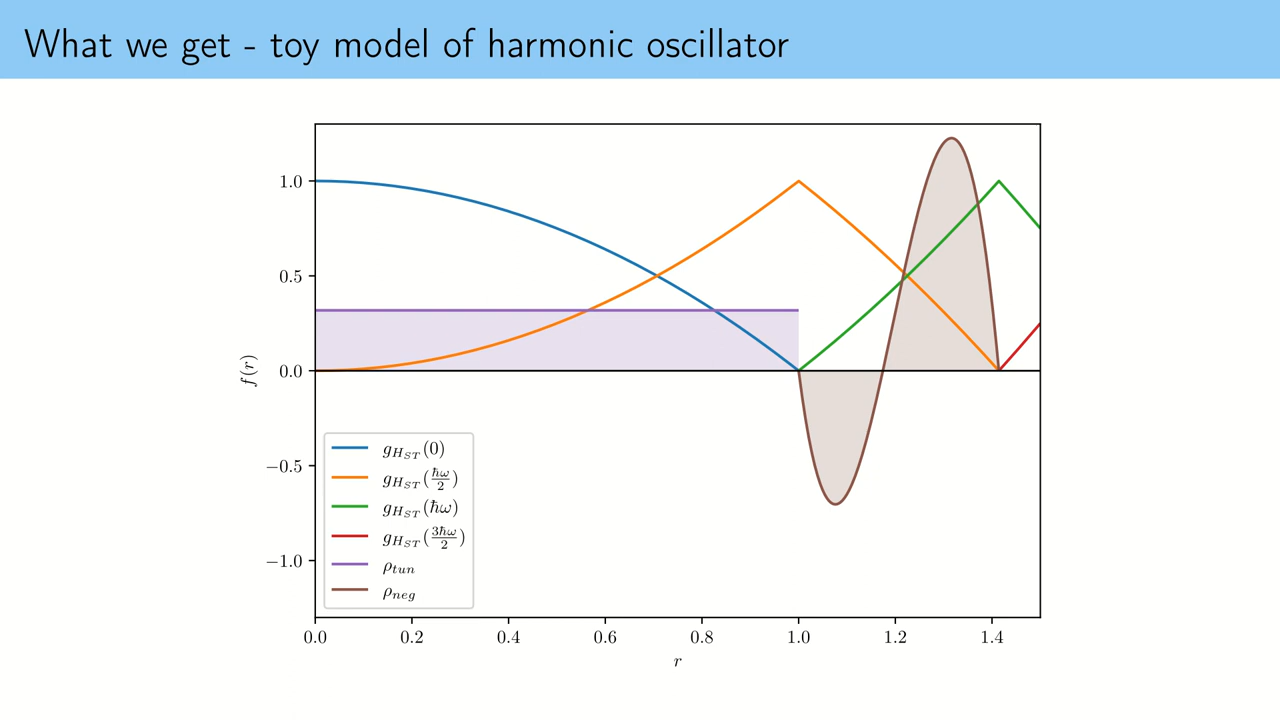 What we get - toy model of harmonic oscillator
1.0
0.5
0.0
−0.5
−1.0
f(r)
g_{H_{ST}}(0)
g_{H_{ST}}(\frac{ℏω}{2})
g_{H_{ST}}(ℏω)
g_{H_{ST}}(\frac{3ℏω}{2})
ρ_{tun}
ρ_{neg}
0.0 0.2 0.4 0.6 0.8 1.0 1.2 1.4
r